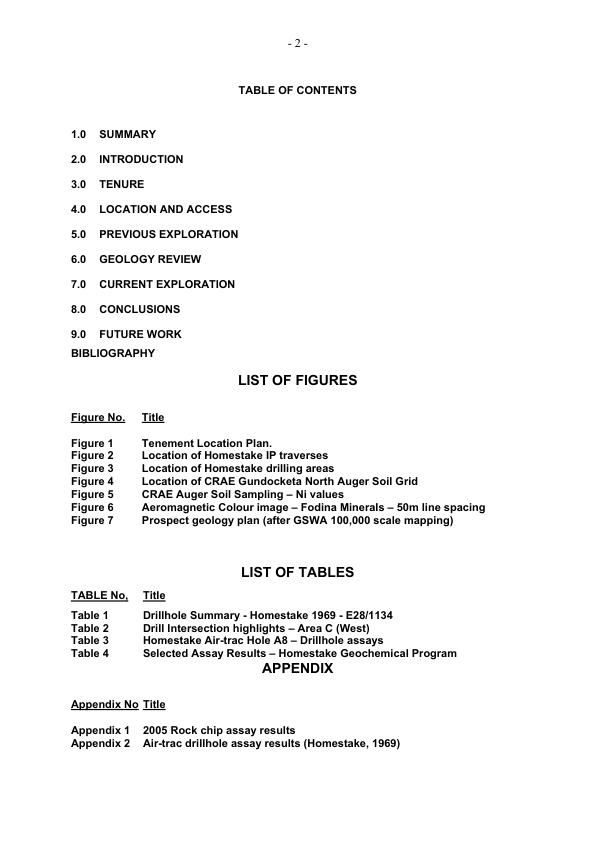 - 2 -
TABLE OF CONTENTS
1.0 SUMMARY
2.0 INTRODUCTION
3.0 TENURE
4.0 LOCATION AND ACCESS
5.0 PREVIOUS EXPLORATION
6.0 GEOLOGY REVIEW
7.0 CURRENT EXPLORATION
8.0 CONCLUSIONS
9.0 FUTURE WORK
BIBLIOGRAPHY
LIST OF FIGURES
Figure No. Title
Figure 1 Tenement Location Plan.
Figure 2 Location of Homestake IP traverses
Figure 3 Location of Homestake drilling areas
Figure 4 Location of CRAE Gundocketa North Auger Soil Grid
Figure 5 CRAE Auger Soil Sampling – Ni values
Figure 6 Aeromagnetic Colour image – Fodina Minerals – 50m line spacing
Figure 7 Prospect geology plan (after GSWA 100,000 scale mapping)
LIST OF TABLES
TABLE No, Title
Table 1 Drillhole Summary - Homestake 1969 - E28/1134
Table 2 Drill Intersection highlights – Area C (West)
Table 3 Homestake Air-trac Hole A8 – Drillhole assays
Table 4 Selected Assay Results – Homestake Geochemical Program
APPENDIX
Appendix No Title
Appendix 1 2005 Rock chip assay results
Appendix 2 Air-trac drillhole assay results (Homestake, 1969)